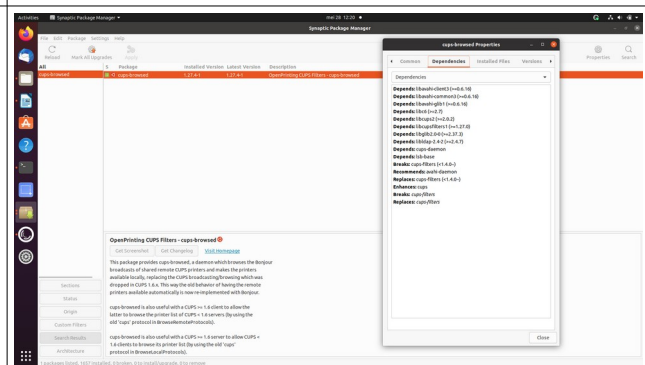 Activities
Synaptic Package Manager
mei 28 12:20
Synaptic Package Manager
File Edit Package Settings Help
Reload
Mark All Upgrades
Apply
Properties
Search
All
S Package Installed Version Latest Version Description
cups-browsed
cups-browsed 1.27.4-1 1.27.4-1 OpenPrinting CUPS Filters - cups-browsed
Sections
Status
Origin
Custom Filters
Search Results
Architecture
OpenPrinting CUPS Filters - cups-browsed
Get Screenshot
Get Changelog
Visit Homepage
This package provides cups-browsed, a daemon which browses the Bonjour
broadcasts of shared remote CUPS printers and makes the printers
available locally, replacing the CUPS broadcasting/browsing which was
dropped in CUPS 1.6.x. This way the old behavior of having the remote
printers available automatically is now re-implemented with Bonjour.
cups-browsed is also useful with a CUPS >= 1.6 client to allow the
latter to browse the printer list of CUPS < 1.6 servers (by using the
old 'cups' protocol in BrowseRemoteProtocols).
cups-browsed is also useful with a CUPS >= 1.6 server to allow CUPS <
1.6 clients to browse its printer list (by using the old 'cups'
protocol in BrowseLocalProtocols).
cups-browsed Properties
Common
Dependencies
Installed Files
Versions
Dependencies
Depends: libavahi-client3 (>=0.6.16)
Depends: libavahi-common3 (>=0.6.16)
Depends: libavahi-glib1 (>=0.6.16)
Depends: libc6 (>=2.7)
Depends: libcups2 (>=2.0.2)
Depends: libcupsfilters1 (>=1.27.0)
Depends: libglib2.0-0 (>=2.37.3)
Depends: libldap-2.4-2 (>=2.4.7)
Depends: cups-daemon
Depends: lsb-base
Breaks: cups-filters (<1.4.0~)
Recommends: avahi-daemon
Replaces: cups-filters (<1.4.0~)
Enhances: cups
Breaks: cups-filters
Replaces: cups-filters
Close